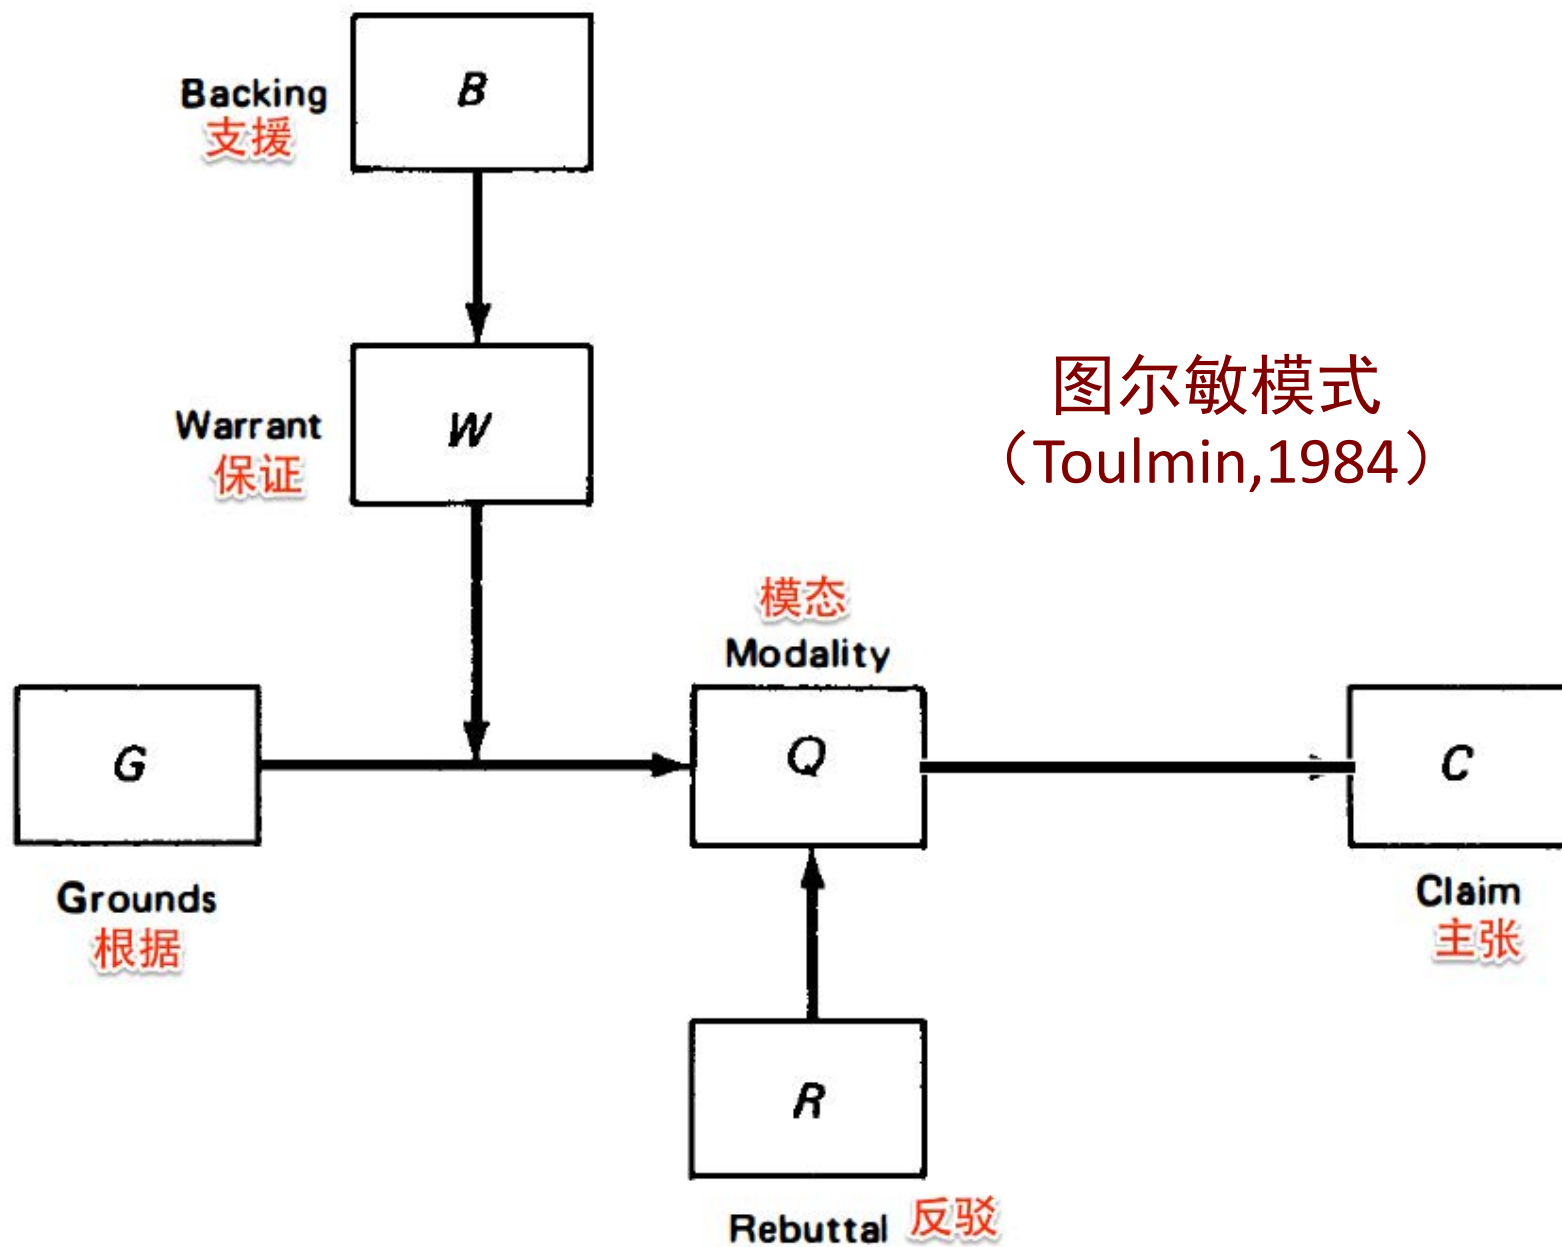 B
Backing
支援
W
Warrant
保证
图尔敏模式
（Toulmin,1984）
模态
Modality
G
Q
C
Grounds
根据
Claim
主张
R
Rebuttal 反驳